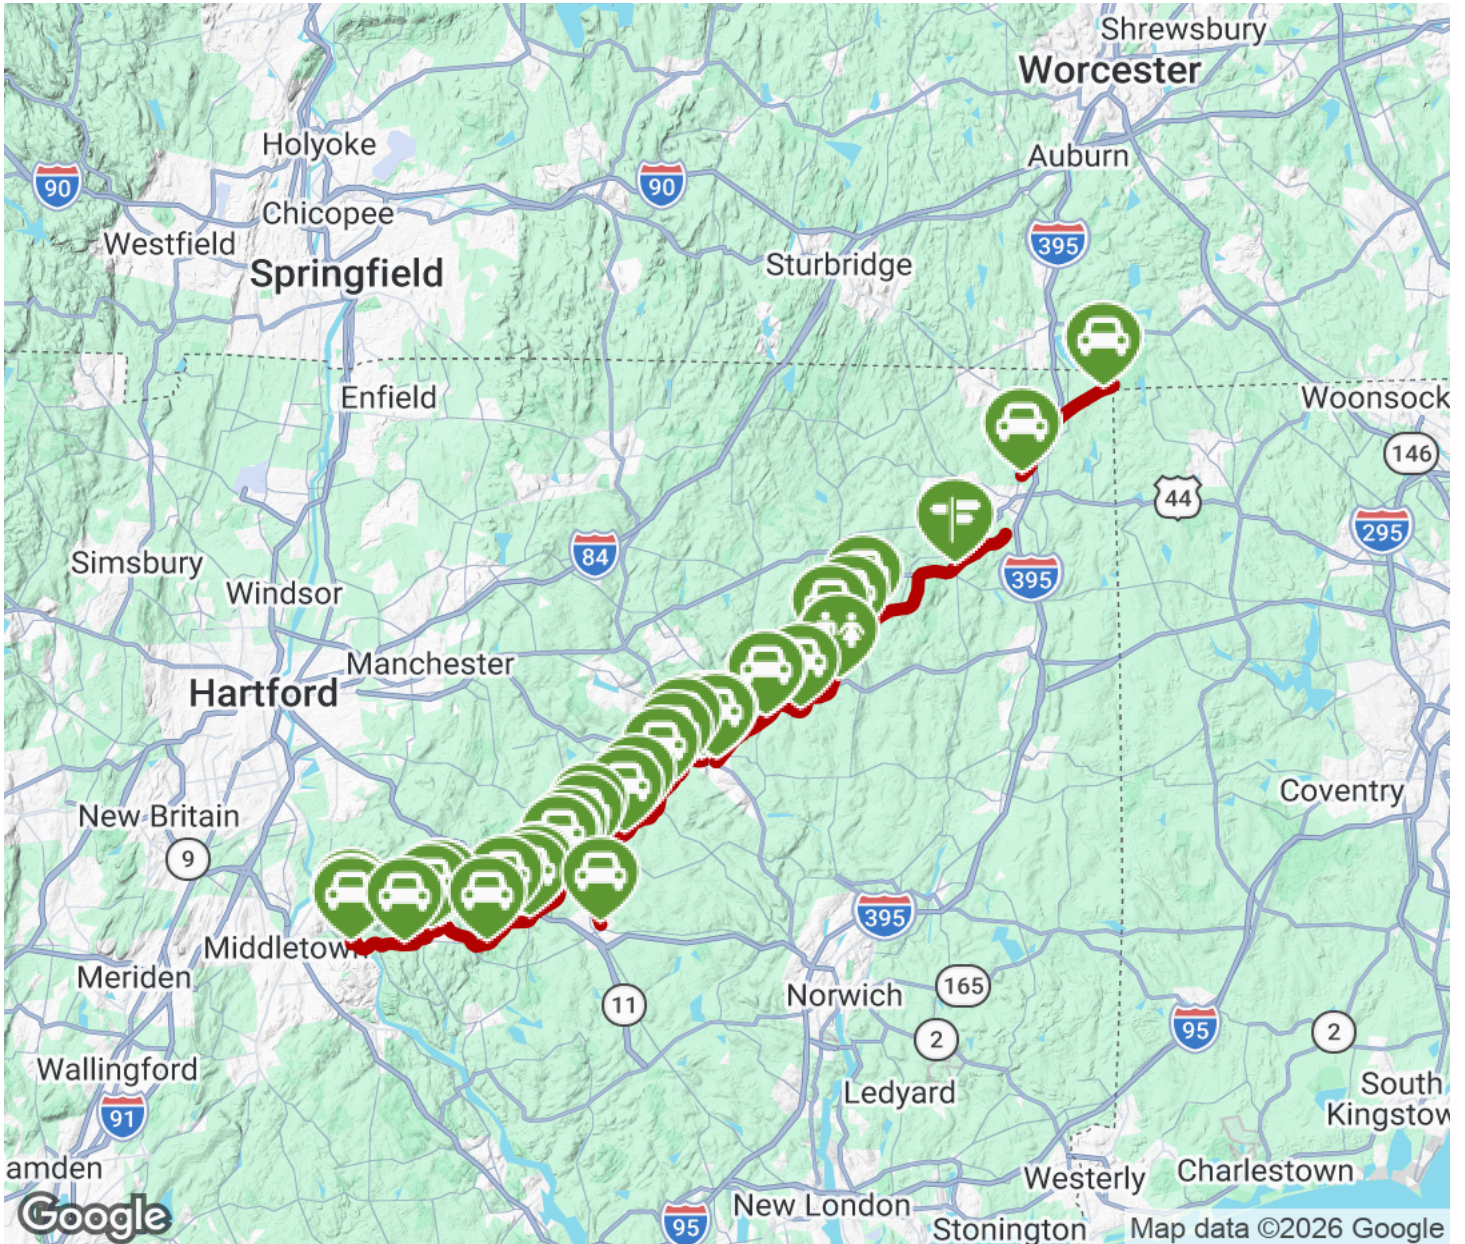 Shrewsbury
Worcester
Holyoke
Auburn
90
90
Chicopee
Westfield
395
Springfield
Sturbridge
Enfield
Woonsock
146
44
295
Simsbury
84
395
Windsor
Manchester
Hartford
Coventry
New Britain
9
395
Middletown
Meriden
165
Norwich
11
95
2
2
Wallingford
Ledyard
South
Kingstow
91
amden
Westerly
Charlestown
New London
95
Stonington
Google
Map data ©2026 Google